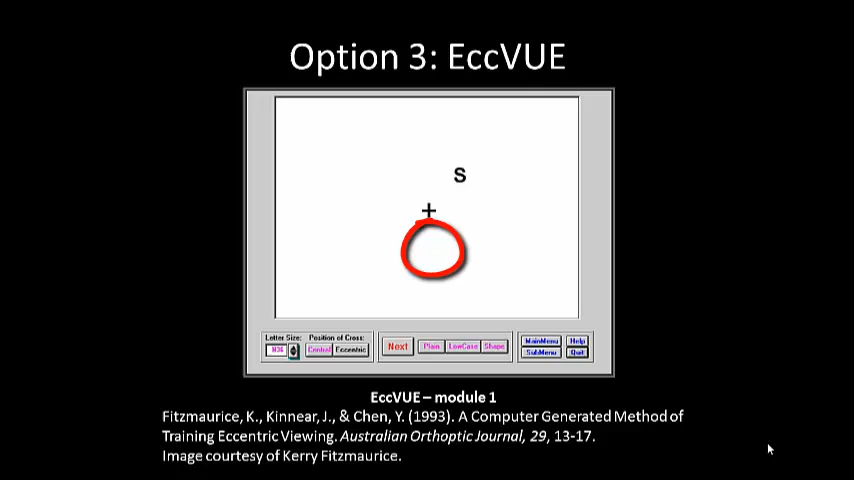 Option 3: EccVUE
S
+
Letter Size:
Position of Cross:
N36
Central
Eccentric
Next
Plain
LowCase
Shape
MainMenu
Help
SubMenu
Quit
EccVUE – module 1
Fitzmaurice, K., Kinnear, J., & Chen, Y. (1993). A Computer Generated Method of
Training Eccentric Viewing. Australian Orthoptic Journal, 29, 13-17.
Image courtesy of Kerry Fitzmaurice.